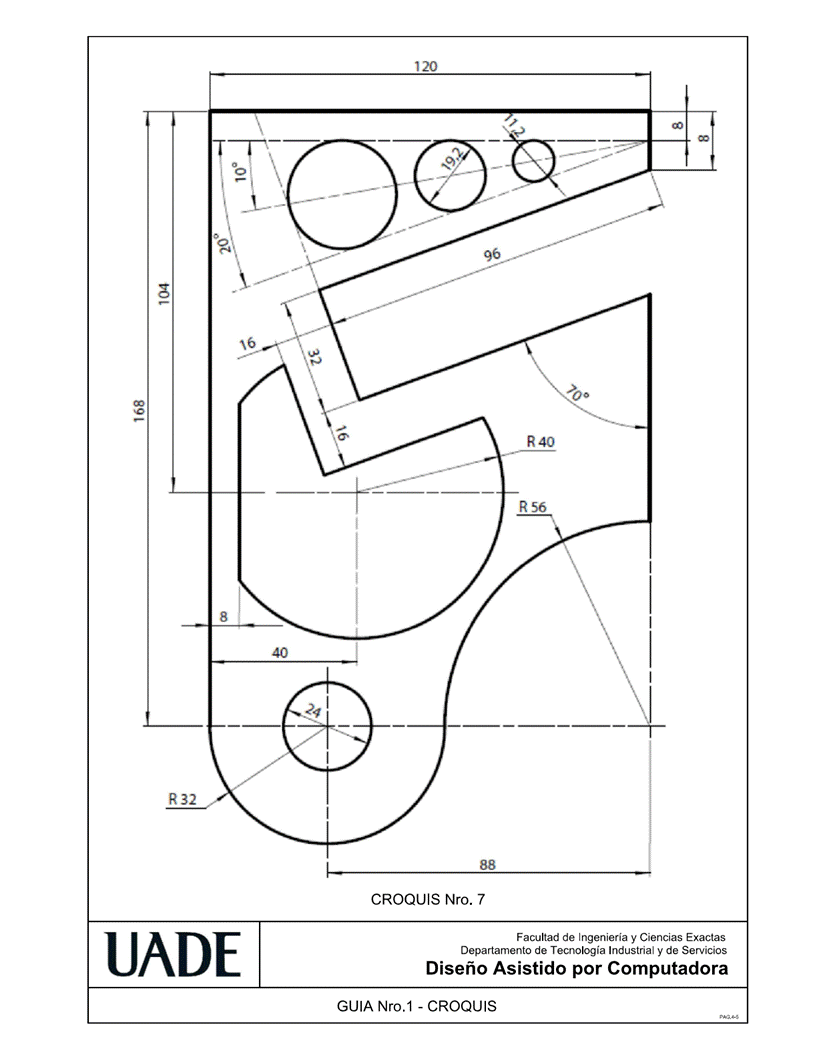 120
8
8
11,2
19,2
10°
20°
96
104
16
32
70°
168
16
R 40
R 56
8
40
24
R 32
88
CROQUIS Nro. 7
UADE
Facultad de Ingeniería y Ciencias Exactas
Departamento de Tecnología Industrial y de Servicios
Diseño Asistido por Computadora
GUIA Nro.1 - CROQUIS
PAG.4-5